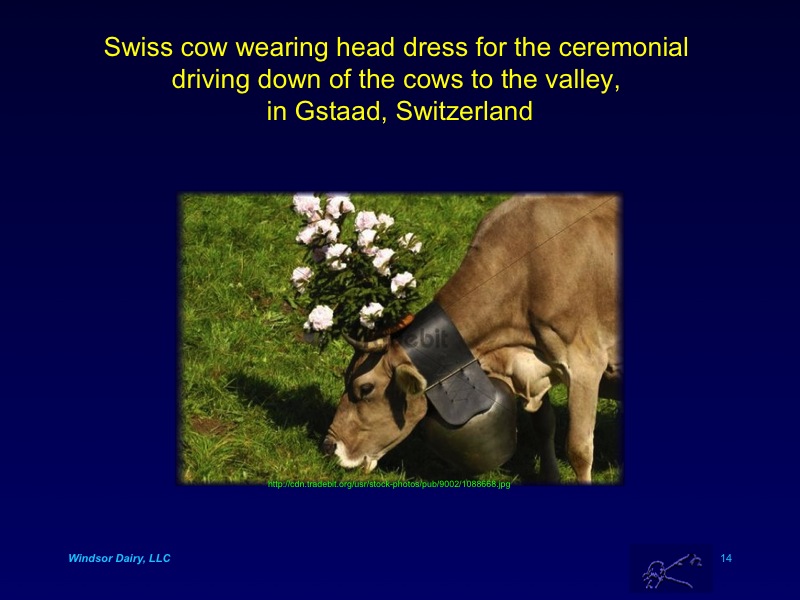 Swiss cow wearing head dress for the ceremonial
driving down of the cows to the valley,
in Gstaad, Switzerland
http://cdn.tradebit.org/usr/stock-photos/pub/9002/1088668.jpg
Windsor Dairy, LLC
14